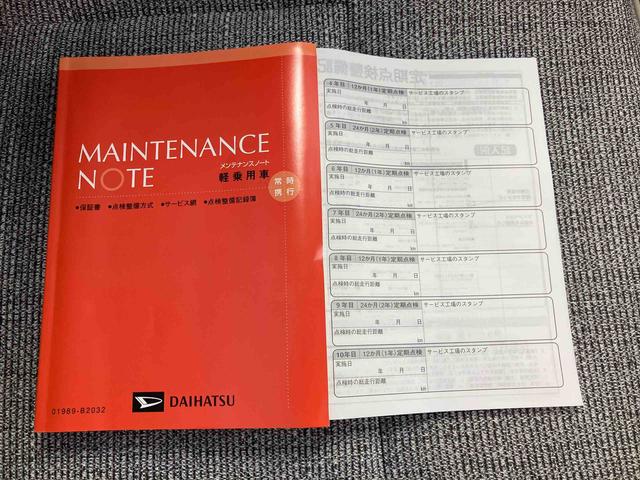 MAINTENANCE
NOTE
メンテナンスノート
軽乗用車
常時
携行
●保証書 ●点検整備方式 ●サービス網 ●点検整備記録簿
DAIHATSU
01989-B2032
4年目 12か月(1年)定期点検 サービス工場のスタンプ
実施日
年 月 日
点検時の総走行距離
km
5年目 24か月(2年)定期点検 サービス工場のスタンプ
実施日
年 月 日
点検時の総走行距離
km
6年目 12か月(1年)定期点検 サービス工場のスタンプ
実施日
年 月 日
点検時の総走行距離
km
7年目 24か月(2年)定期点検 サービス工場のスタンプ
実施日
年 月 日
点検時の総走行距離
km
8年目 12か月(1年)定期点検 サービス工場のスタンプ
実施日
年 月 日
点検時の総走行距離
km
9年目 24か月(2年)定期点検 サービス工場のスタンプ
実施日
年 月 日
点検時の総走行距離
km
10年目 12か月(1年)定期点検 サービス工場のスタンプ
実施日
年 月 日
点検時の総走行距離
km